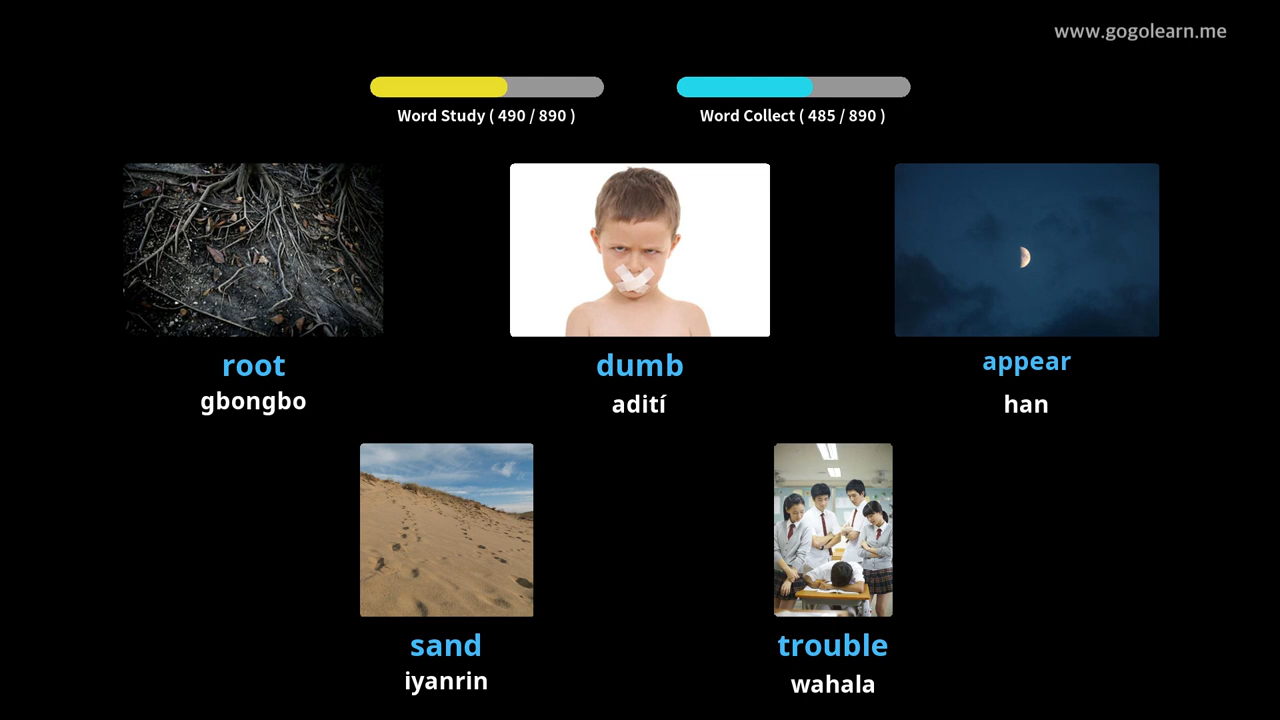 www.gogolearn.me
Word Study ( 490 / 890 )
Word Collect ( 485 / 890 )
root
gbongbo
dumb
adití
appear
han
sand
iyanrin
trouble
wahala